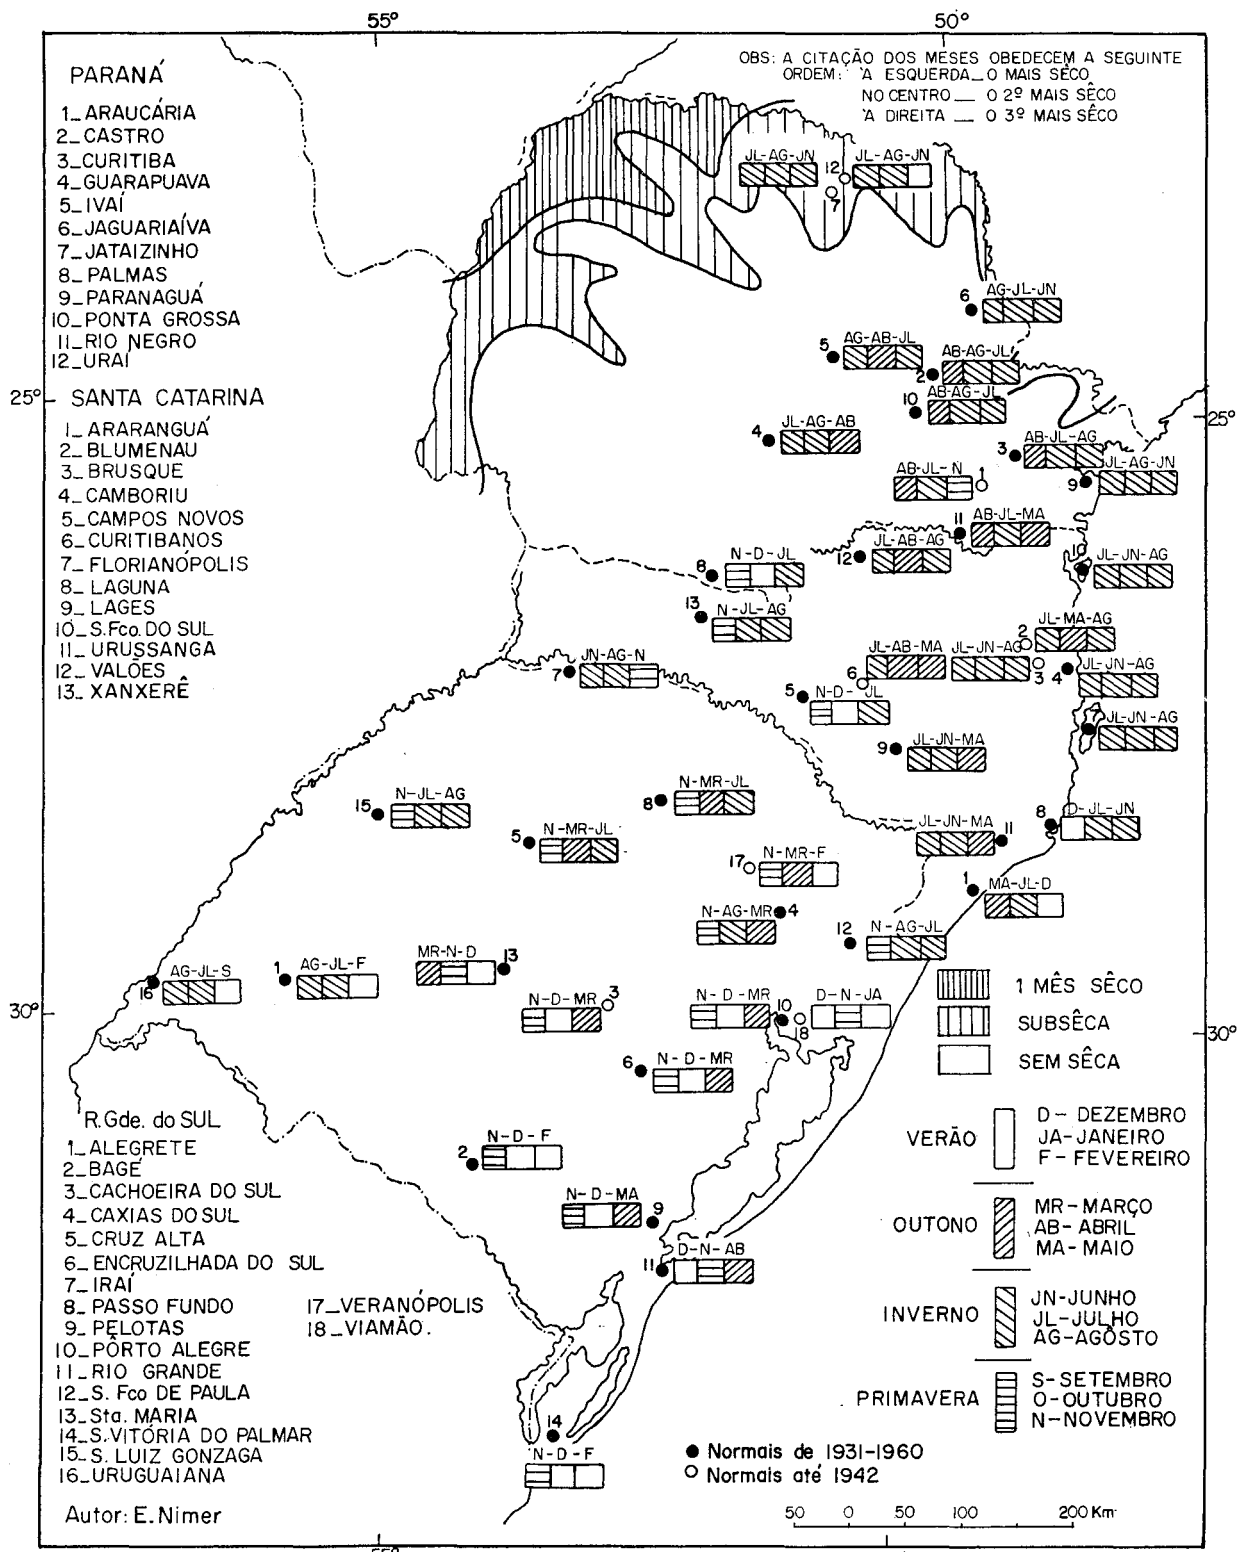 55º
50º
OBS: A CITAÇÃO DOS MESES OBEDECEM A SEGUINTE
ORDEM: 'A ESQUERDA_O MAIS SÊCO
NO CENTRO __ O 2º MAIS SÊCO
'A DIREITA __ O 3º MAIS SÊCO
PARANÁ
1_ARAUCÁRIA
2_CASTRO
3_CURITIBA
4_GUARAPUAVA
5_IVAÍ
6_JAGUARIAÍVA
7_JATAIZINHO
8_PALMAS
9_PARANAGUÁ
10_PONTA GROSSA
11_RIO NEGRO
12_URAÍ
25º
SANTA CATARINA
1_ARARANGUÁ
2_BLUMENAU
3_BRUSQUE
4_CAMBORIU
5_CAMPOS NOVOS
6_CURITIBANOS
7_FLORIANÓPOLIS
8_LAGUNA
9_LAGES
10_S.Fco. DO SUL
11_URUSSANGA
12_VALÕES
13_XANXERÊ
JL-AG-JN
12
JL-AG-JN
7
6
AG-JL-JN
5
AG-AB-JL
2
AB-AG-JL
10
AB-AG-JL
25º
4
JL-AG-AB
3
AB-JL-AG
9
JL-AG-JN
AB-JL-N
1
11
AB-JL-MA
12
JL-AB-AG
10
JL-JN-AG
8
N-D-JL
13
N-JL-AG
2
JL-MA-AG
7
JN-AG-N
6
JL-AB-MA
JL-JN-AG
3
4
JL-JN-AG
5
N-D-JL
7
JL-JN-AG
9
JL-JN-MA
15
N-JL-AG
8
N-MR-JL
5
N-MR-JL
JL-JN-MA
11
8
D-JL-JN
17
N-MR-F
1
MA-JL-D
N-AG-MR
4
12
N-AG-JL
16
AG-JL-S
1
AG-JL-F
MR-N-D
13
N-D-MR
3
N-D-MR
10
18
D-N-JA
6
N-D-MR
30º
30º
1 MÊS SÊCO
SUBSÊCA
SEM SÊCA
2
N-D-F
N-D-MA
9
11
D-N-AB
14
N-D-F
VERÃO
D-DEZEMBRO
JA-JANEIRO
F-FEVEREIRO
OUTONO
MR-MARÇO
AB-ABRIL
MA-MAIO
INVERNO
JN-JUNHO
JL-JULHO
AG-AGÔSTO
PRIMAVERA
S-SETEMBRO
O-OUTUBRO
N-NOVEMBRO
R.Gde. do SUL
1_ALEGRETE
2_BAGÉ
3_CACHOEIRA DO SUL
4_CAXIAS DO SUL
5_CRUZ ALTA
6_ENCRUZILHADA DO SUL
7_IRAÍ
8_PASSO FUNDO
9_PELOTAS
10_PÔRTO ALEGRE
11_RIO GRANDE
12_S. Fco DE PAULA
13_Sta. MARIA
14_S.VITÓRIA DO PALMAR
15_S. LUIZ GONZAGA
16_URUGUAIANA
17_VERANÓPOLIS
18_VIAMÃO.
Normais de 1931-1960
Normais até 1942
Autor: E.Nimer
50 0 50 100 200 Km
55º